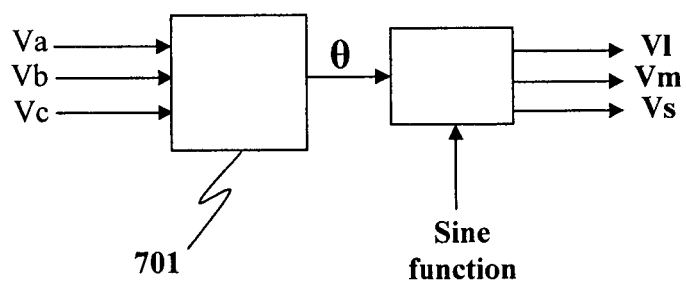 Va
Vb
Vc
θ
Vl
Vm
Vs
701
Sine
function